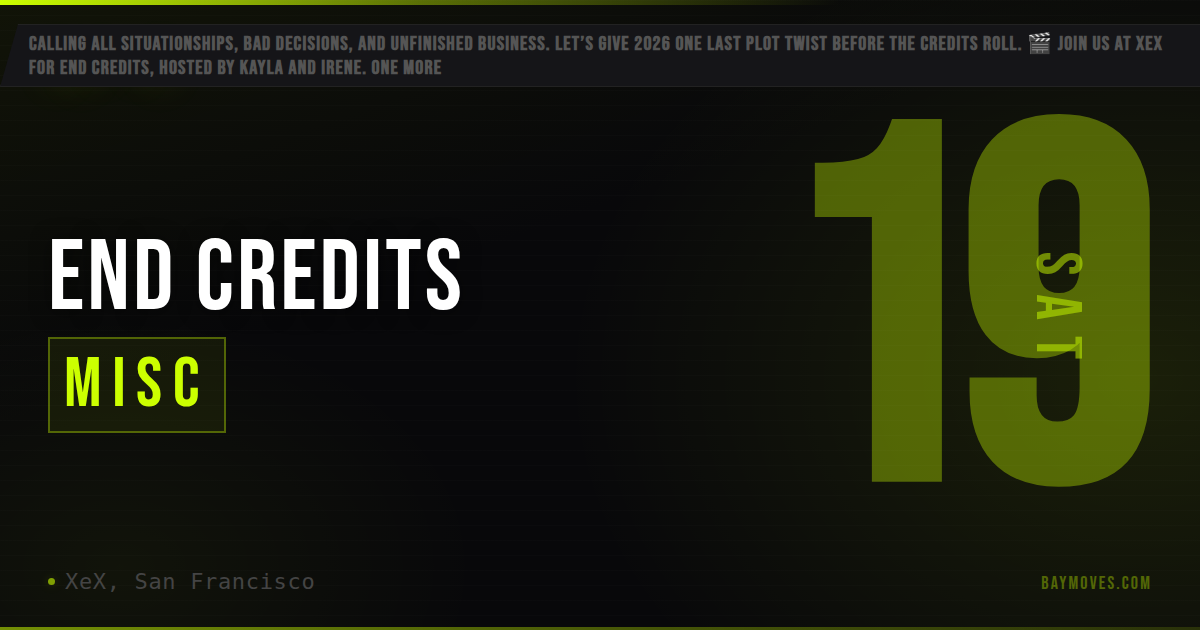 CALLING ALL SITUATIONSHIPS, BAD DECISIONS, AND UNFINISHED BUSINESS. LET'S GIVE 2026 ONE LAST PLOT TWIST BEFORE THE CREDITS ROLL. 🎬 JOIN US AT XEX
FOR END CREDITS, HOSTED BY KAYLA AND IRENE. ONE MORE
19
SAT
END CREDITS
MISC
XeX, San Francisco
BAYMOVES.COM